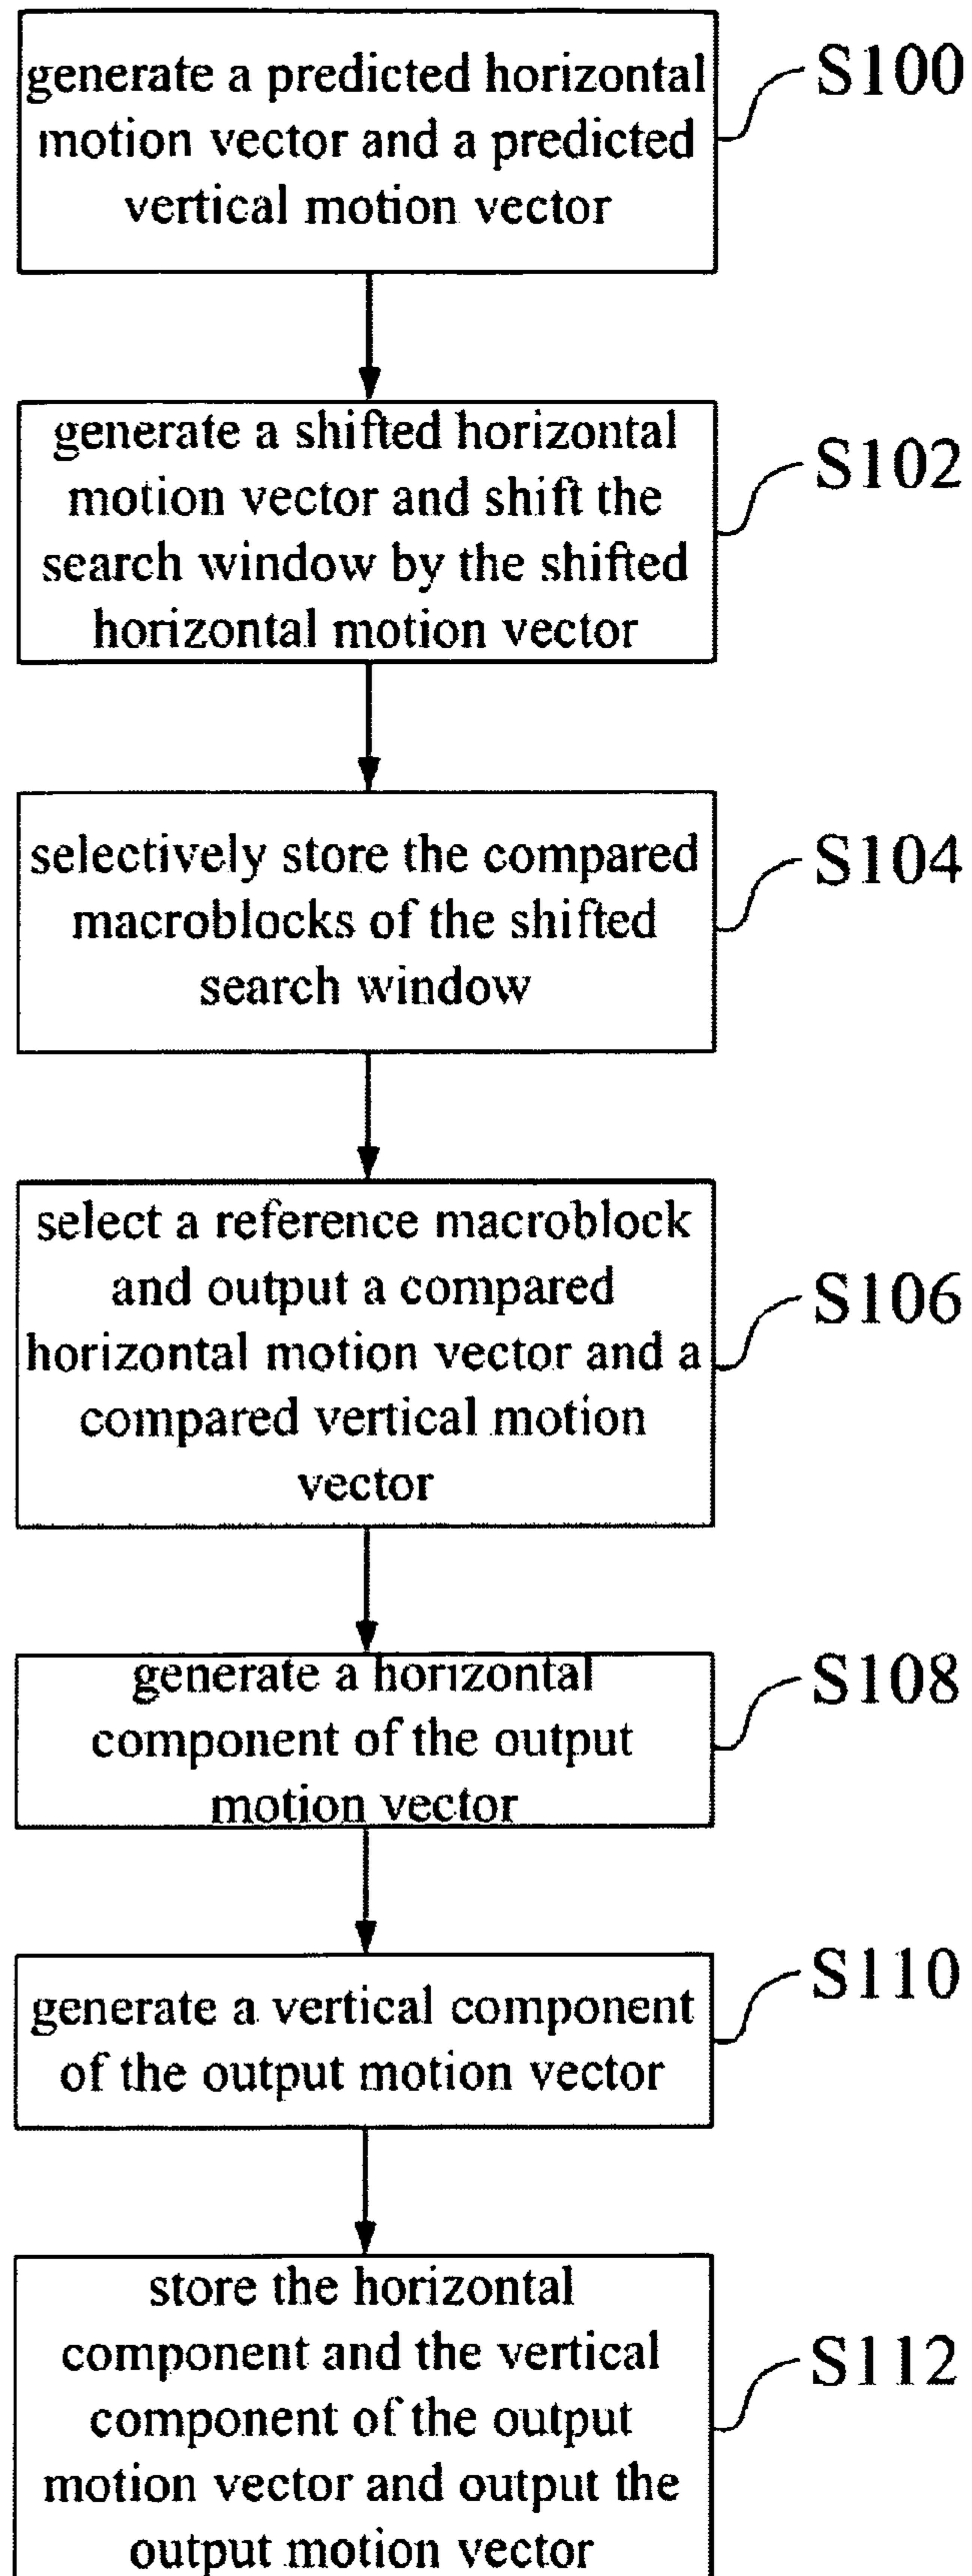 generate a predicted horizontal
motion vector and a predicted
vertical motion vector
S100
generate a shifted horizontal
motion vector and shift the
search window by the shifted
horizontal motion vector
S102
selectively store the compared
macroblocks of the shifted
search window
S104
select a reference macroblock
and output a compared
horizontal motion vector and a
compared vertical motion
vector
S106
generate a horizontal
component of the output
motion vector
S108
generate a vertical component
of the output motion vector
S110
store the horizontal
component and the vertical
component of the output
motion vector and output the
output motion vector
S112